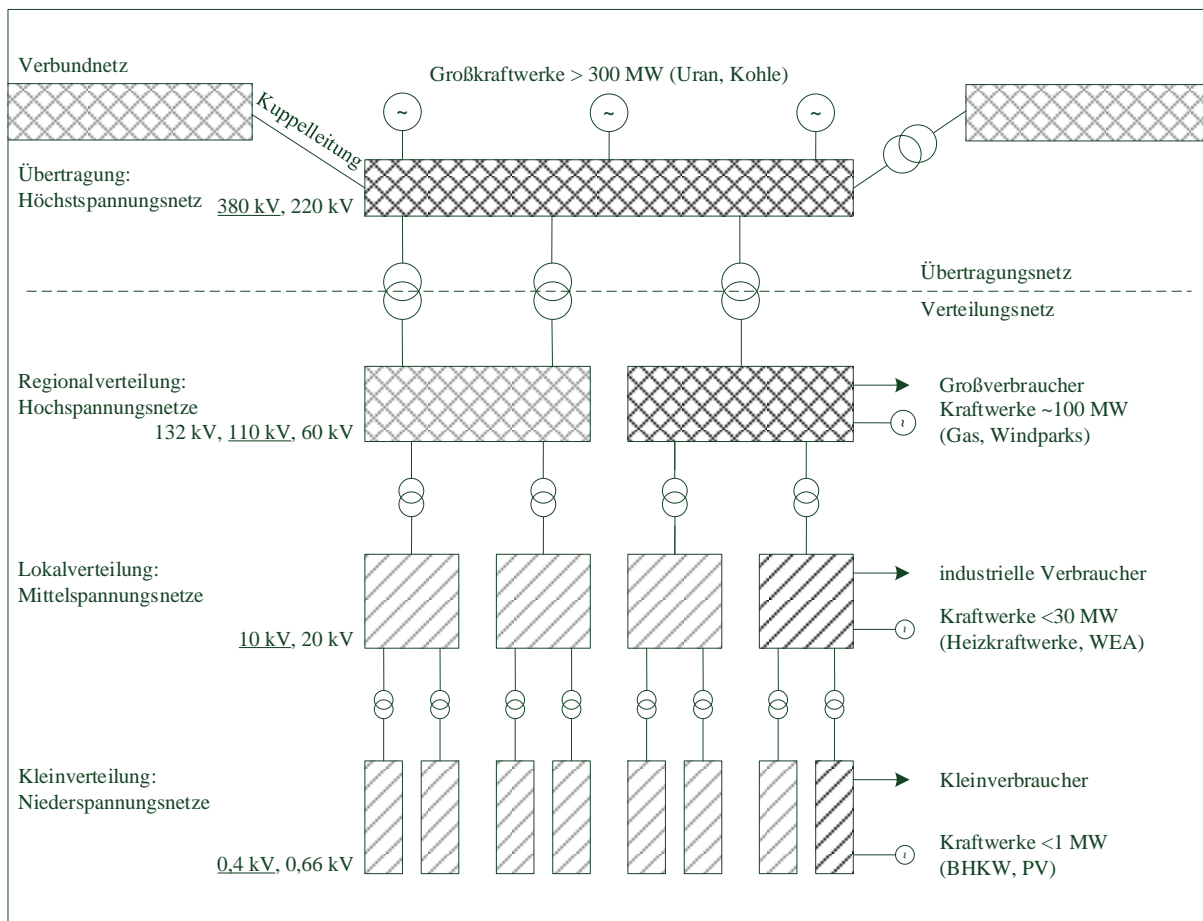 Verbundnetz
Großkraftwerke > 300 MW (Uran, Kohle)
~
~
~
Kuppelleitung
Übertragung:
Höchstspannungsnetz
380 kV, 220 kV
Übertragungsnetz
Verteilungsnetz
Regionalverteilung:
Hochspannungsnetze
132 kV, 110 kV, 60 kV
Großverbraucher
Kraftwerke ~100 MW
(Gas, Windparks)
~
Lokalverteilung:
Mittelspannungsnetze
10 kV, 20 kV
industrielle Verbraucher
Kraftwerke <30 MW
(Heizkraftwerke, WEA)
~
Kleinverteilung:
Niederspannungsnetze
0,4 kV, 0,66 kV
Kleinverbraucher
Kraftwerke <1 MW
(BHKW, PV)
~